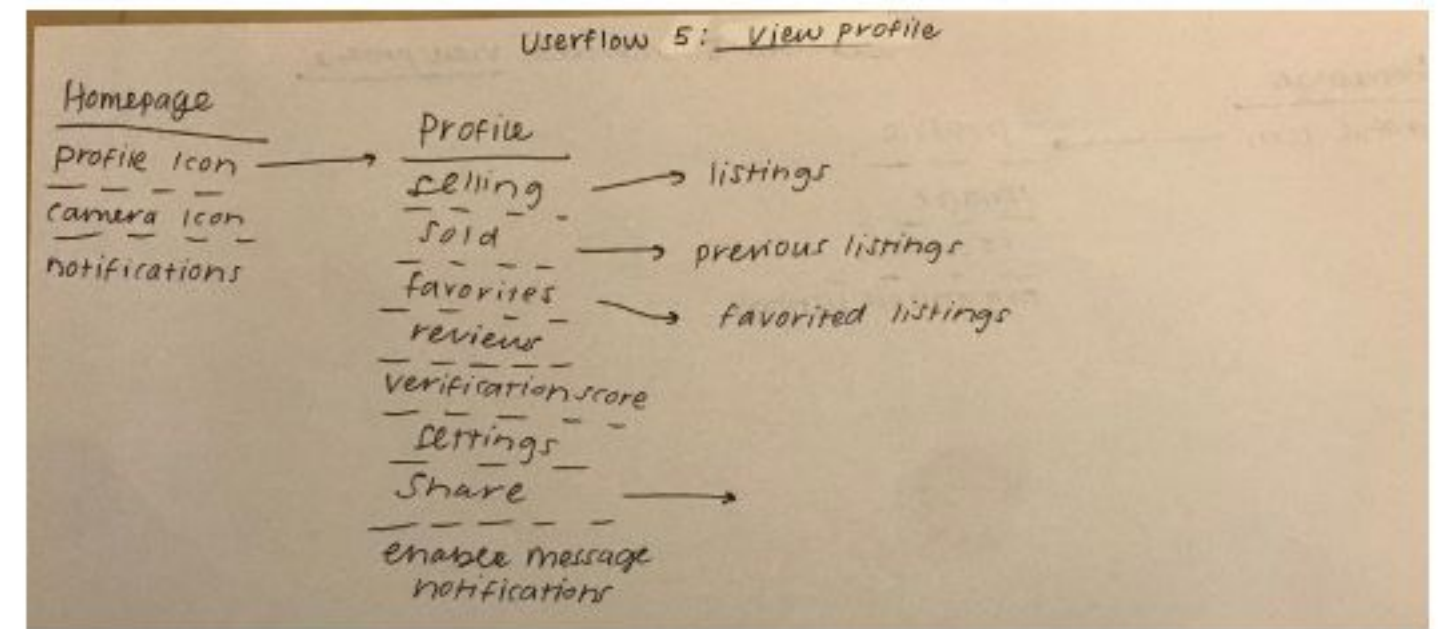 Userflow 5: View profile
Homepage
profile icon
camera icon
notifications
Profile
selling
listings
sold
previous listings
favorites
favorited listings
reviews
verification score
settings
Share
enable message
notifications